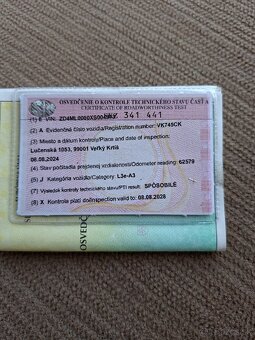 OSVEDČENIE O KONTROLE TECHNICKÉHO STAVU ČASŤ A
CERTIFICATE OF ROADWORTHINESS TEST
341 441
(2) A Evidenčné číslo vozidla/Registration number: VK745CK
(3) Miesto a dátum kontroly/Place and date of inspection:
Lučenská 1053, 99001 Veľký Krtíš
08.08.2024
(4) Stav počítadla prejdenej vzdialenosti/Odometer reading: 62579
(5) J Kategória vozidla/Category: L3e-A3
(7) Výsledok kontroly technického stavu/PTI result: SPÔSOBILÉ
(8) X Kontrola platí do/Inspection valid to: 08.08.2028
OSVEDČ